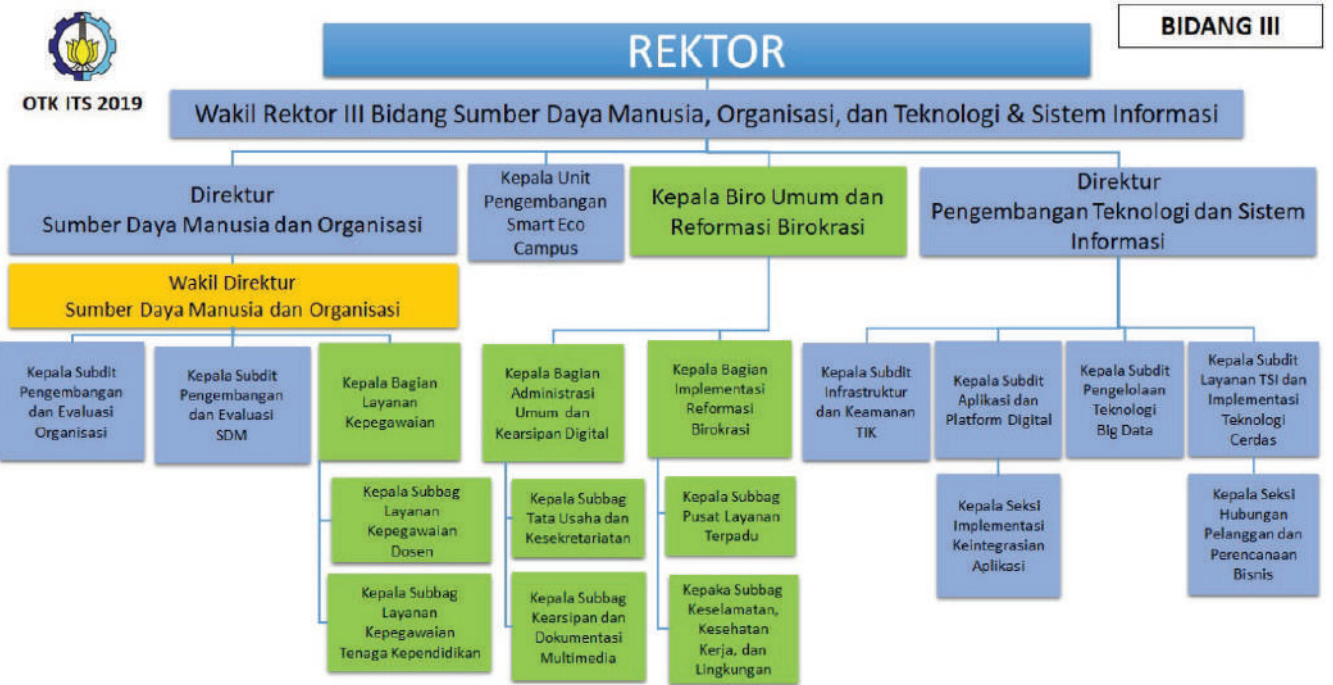 BIDANG III
REKTOR
OTK ITS 2019
Wakil Rektor III Bidang Sumber Daya Manusia, Organisasi, dan Teknologi & Sistem Informasi
Direktur
Sumber Daya Manusia dan Organisasi
Kepala Unit
Pengembangan
Smart Eco
Campus
Kepala Biro Umum dan
Reformasi Birokrasi
Direktur
Pengembangan Teknologi dan Sistem
Informasi
Wakil Direktur
Sumber Daya Manusia dan Organisasi
Kepala Subdit
Pengembangan
dan Evaluasi
Organisasi
Kepala Subdit
Pengembangan
dan Evaluasi
SDM
Kepala Bagian
Layanan
Kepegawaian
Kepala Bagian
Administrasi
Umum dan
Kearsipan Digital
Kepala Bagian
Implementasi
Reformasi
Birokrasi
Kepala Subdit
Infrastruktur
dan Keamanan
TIK
Kepala Subdit
Aplikasi dan
Platform Digital
Kepala Subdit
Pengelolaan
Teknologi
Big Data
Kepala Subdit
Layanan TSI dan
Implementasi
Teknologi
Cerdas
Kepala Subbag
Layanan
Kepegawaian
Dosen
Kepala Subbag
Tata Usaha dan
Kesekretariatan
Kepala Subbag
Pusat Layanan
Terpadu
Kepala Seksi
Implementasi
Keintegrasian
Aplikasi
Kepala Seksi
Hubungan
Pelanggan dan
Perencanaan
Bisnis
Kepala Subbag
Layanan
Kepegawaian
Tenaga Kependidikan
Kepala Subbag
Kearsipan dan
Dokumentasi
Multimedia
Kepaka Subbag
Keselamatan,
Kesehatan
Kerja, dan
Lingkungan